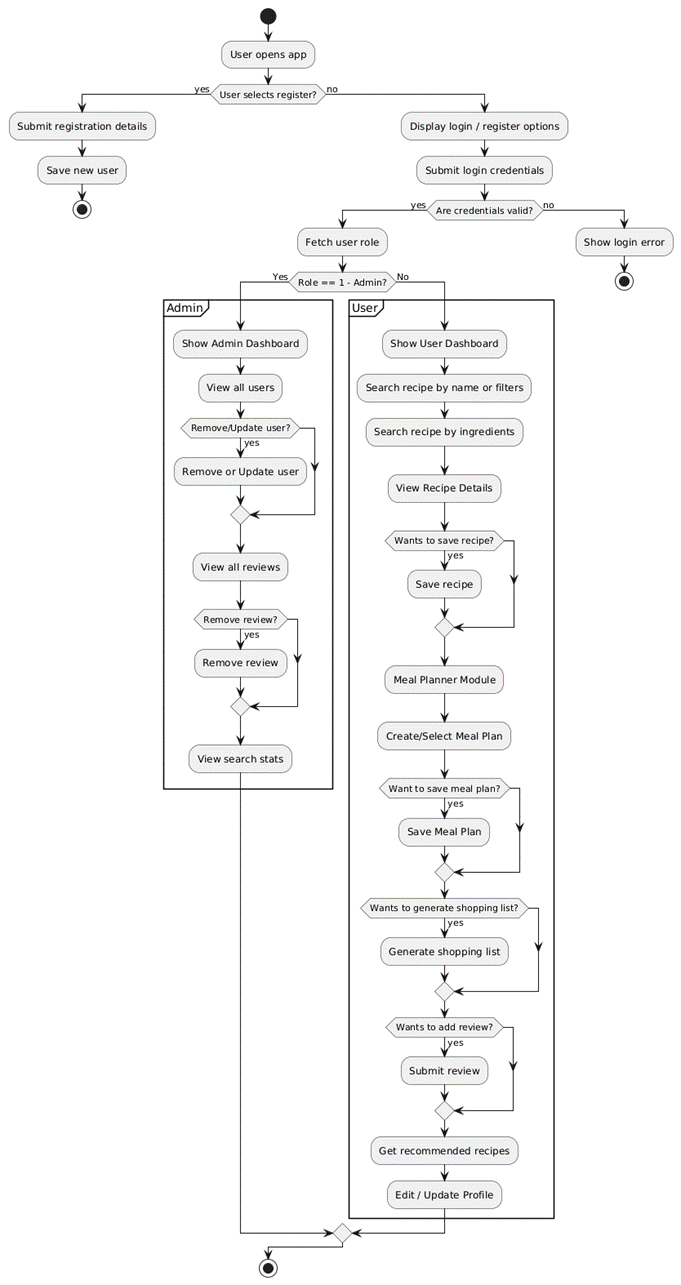 User opens app
yes
User selects register?
no
Submit registration details
Save new user
Display login / register options
Submit login credentials
yes
Are credentials valid?
no
Fetch user role
Show login error
Yes
Role == 1 - Admin?
No
Admin
Show Admin Dashboard
View all users
Remove/Update user?
yes
Remove or Update user
View all reviews
Remove review?
yes
Remove review
View search stats
User
Show User Dashboard
Search recipe by name or filters
Search recipe by ingredients
View Recipe Details
Wants to save recipe?
yes
Save recipe
Meal Planner Module
Create/Select Meal Plan
Want to save meal plan?
yes
Save Meal Plan
Wants to generate shopping list?
yes
Generate shopping list
Wants to add review?
yes
Submit review
Get recommended recipes
Edit / Update Profile